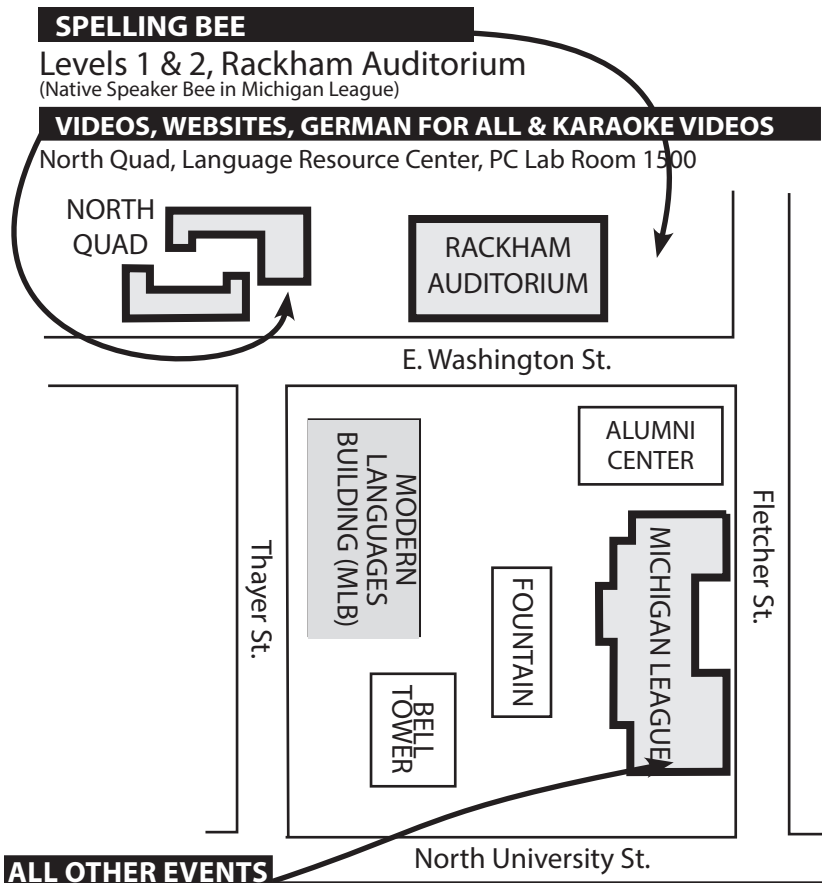 SPELLING BEE
Levels 1 & 2, Rackham Auditorium
(Native Speaker Bee in Michigan League)
VIDEOS, WEBSITES, GERMAN FOR ALL & KARAOKE VIDEOS
North Quad, Language Resource Center, PC Lab Room 1500
NORTH
QUAD
RACKHAM
AUDITORIUM
E. Washington St.
ALUMNI
CENTER
MODERN
LANGUAGES
BUILDING (MLB)
Thayer St.
FOUNTAIN
MICHIGAN LEAGUE
Fletcher St.
BELL
TOWER
North University St.
ALL OTHER EVENTS